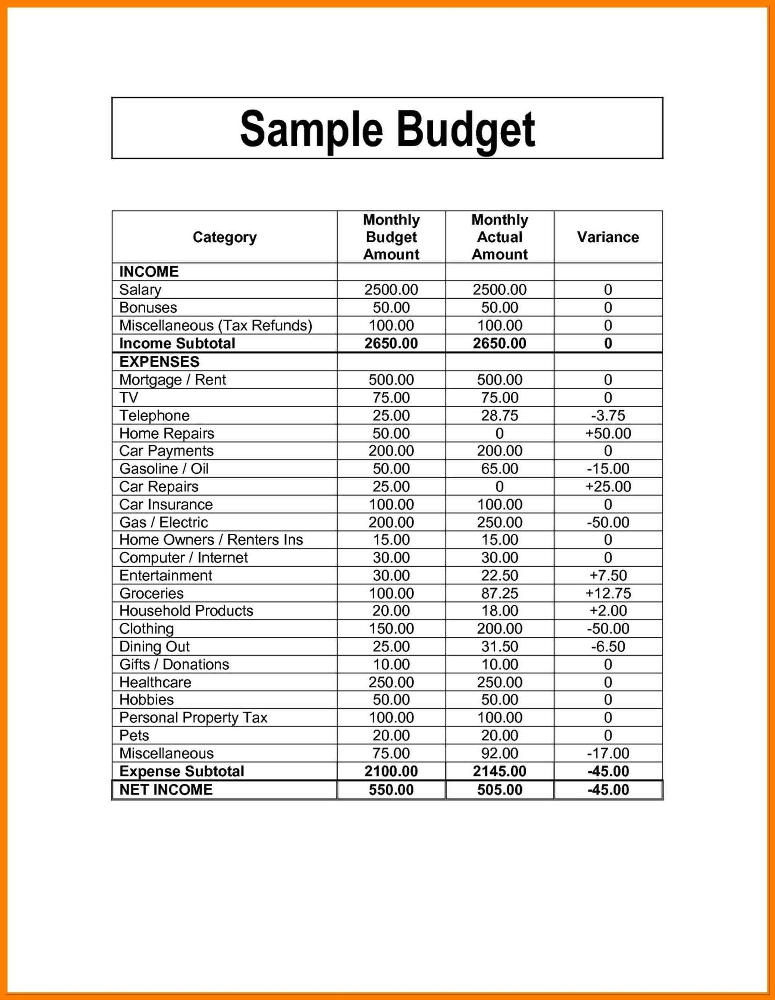 Sample Budget
Category Monthly Budget Amount Monthly Actual Amount Variance
INCOME
Salary 2500.00 2500.00 0
Bonuses 50.00 50.00 0
Miscellaneous (Tax Refunds) 100.00 100.00 0
Income Subtotal 2650.00 2650.00 0
EXPENSES
Mortgage / Rent 500.00 500.00 0
TV 75.00 75.00 0
Telephone 25.00 28.75 -3.75
Home Repairs 50.00 0 +50.00
Car Payments 200.00 200.00 0
Gasoline / Oil 50.00 65.00 -15.00
Car Repairs 25.00 0 +25.00
Car Insurance 100.00 100.00 0
Gas / Electric 200.00 250.00 -50.00
Home Owners / Renters Ins 15.00 15.00 0
Computer / Internet 30.00 30.00 0
Entertainment 30.00 22.50 +7.50
Groceries 100.00 87.25 +12.75
Household Products 20.00 18.00 +2.00
Clothing 150.00 200.00 -50.00
Dining Out 25.00 31.50 -6.50
Gifts / Donations 10.00 10.00 0
Healthcare 250.00 250.00 0
Hobbies 50.00 50.00 0
Personal Property Tax 100.00 100.00 0
Pets 20.00 20.00 0
Miscellaneous 75.00 92.00 -17.00
Expense Subtotal 2100.00 2145.00 -45.00
NET INCOME 550.00 505.00 -45.00